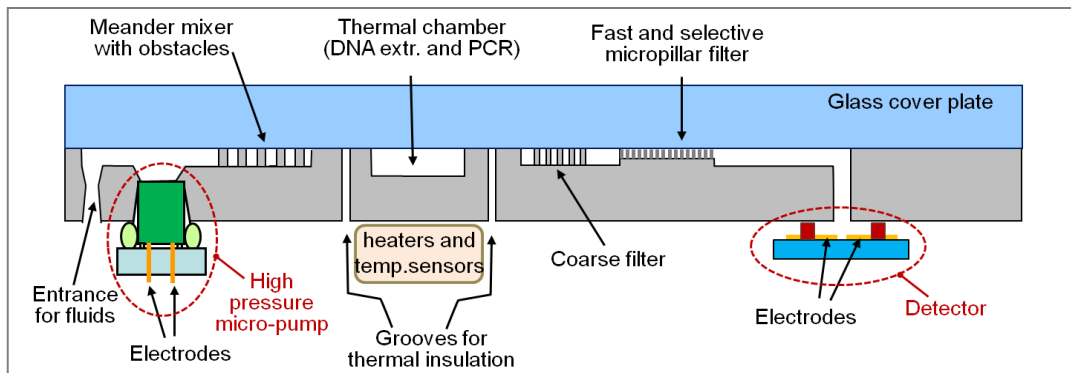 Meander mixer
with obstacles
Thermal chamber
(DNA extr. and PCR)
Fast and selective
micropillar filter
Glass cover plate
heaters and
temp.sensors
Coarse filter
Entrance
for fluids
High
pressure
micro-pump
Electrodes
Grooves for
thermal insulation
Electrodes
Detector